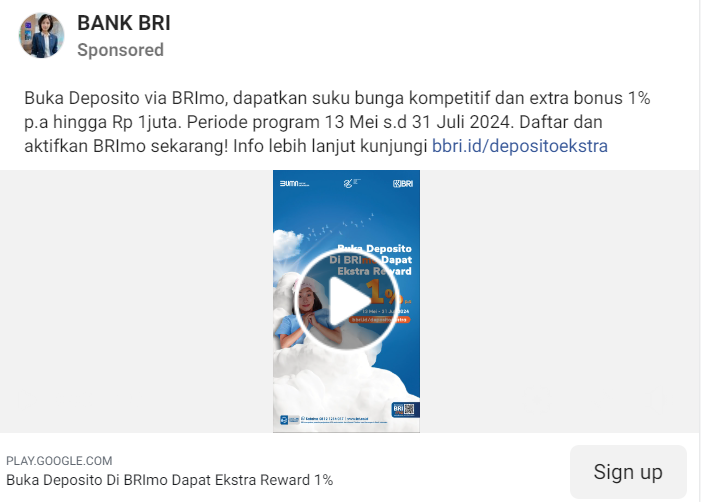 BANK BRI
Sponsored
Buka Deposito via BRImo, dapatkan suku bunga kompetitif dan extra bonus 1%
p.a hingga Rp 1juta. Periode program 13 Mei s.d 31 Juli 2024. Daftar dan
aktifkan BRImo sekarang! Info lebih lanjut kunjungi bbri.id/depositoekstra
BUMN
BRI
Buka Deposito
Di BRImo Dapat
Ekstra Reward
1%
13 Mei - 31 Juli 2024
BRI
PLAY.GOOGLE.COM
Buka Deposito Di BRImo Dapat Ekstra Reward 1%
Sign up